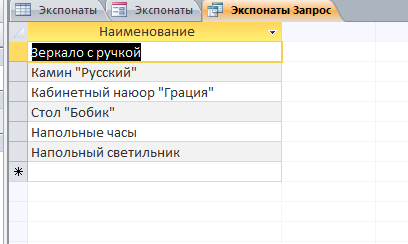 Экспонаты Экспонаты Экспонаты Запрос
Наименование
Зеркало с ручкой
Камин "Русский"
Кабинетный наюор "Грация"
Стол "Бобик"
Напольные часы
Напольный светильник